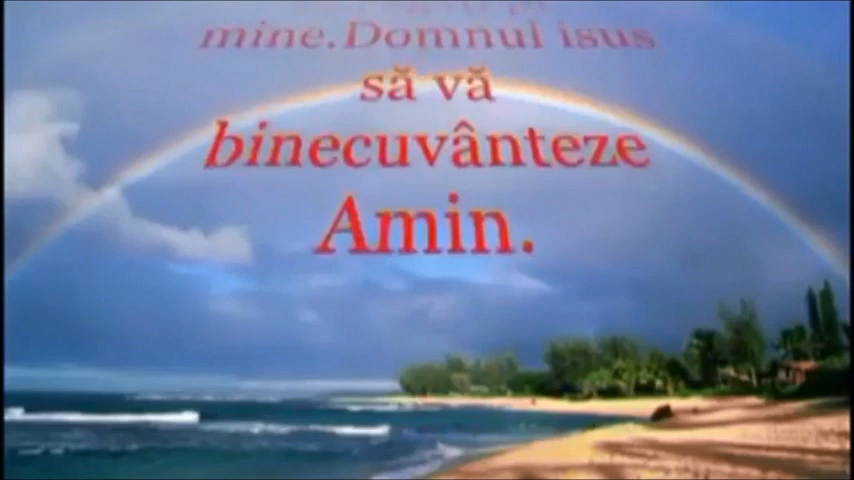 mine.Domnul isus
să vă
binecuvânteze
Amin.